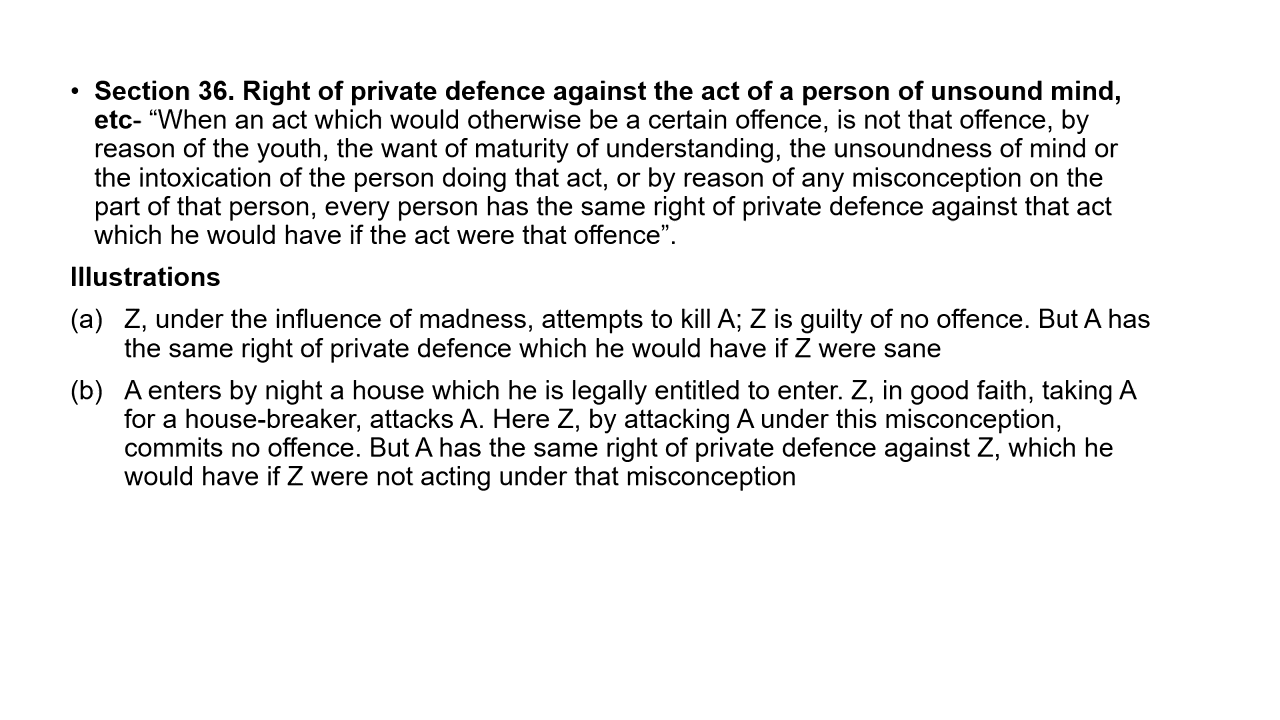 • Section 36. Right of private defence against the act of a person of unsound mind,
etc- “When an act which would otherwise be a certain offence, is not that offence, by
reason of the youth, the want of maturity of understanding, the unsoundness of mind or
the intoxication of the person doing that act, or by reason of any misconception on the
part of that person, every person has the same right of private defence against that act
which he would have if the act were that offence”.
Illustrations
(a) Z, under the influence of madness, attempts to kill A; Z is guilty of no offence. But A has
the same right of private defence which he would have if Z were sane
(b) A enters by night a house which he is legally entitled to enter. Z, in good faith, taking A
for a house-breaker, attacks A. Here Z, by attacking A under this misconception,
commits no offence. But A has the same right of private defence against Z, which he
would have if Z were not acting under that misconception